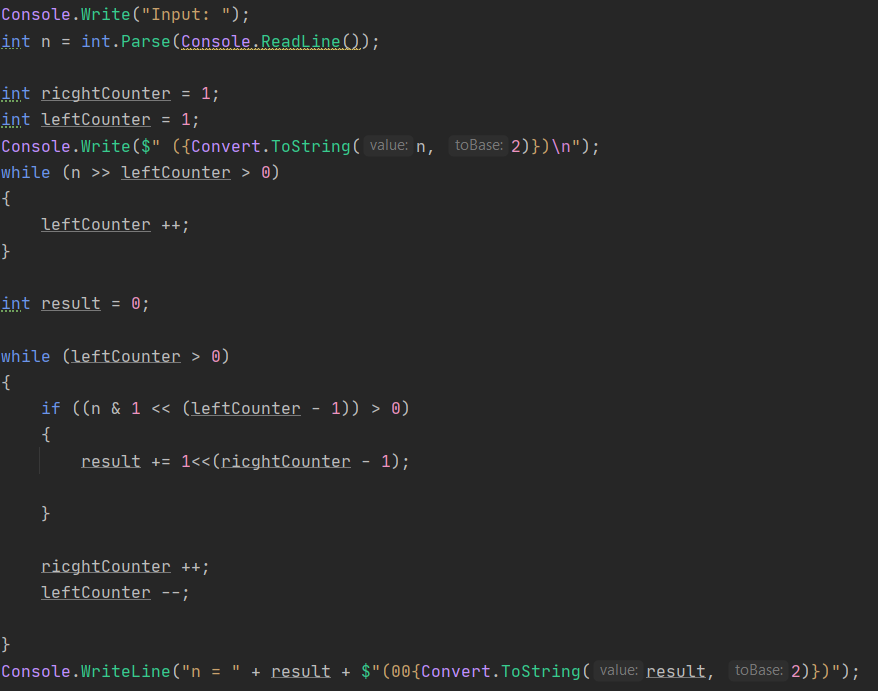 Console.Write("Input: ");
int n = int.Parse(Console.ReadLine());
int ricghtCounter = 1;
int leftCounter = 1;
Console.Write($" ({Convert.ToString( value: n, toBase: 2)})\n");
while (n >> leftCounter > 0)
{
leftCounter ++;
}
int result = 0;
while (leftCounter > 0)
{
if ((n & 1 << (leftCounter - 1)) > 0)
{
result += 1<<(ricghtCounter - 1);
}
ricghtCounter ++;
leftCounter --;
}
Console.WriteLine("n = " + result + $"(00{Convert.ToString( value: result, toBase: 2)})");